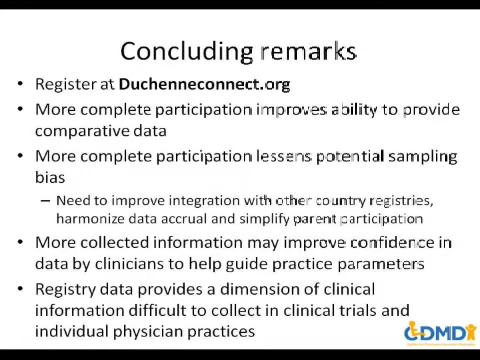 Concluding remarks
• Register at Duchenneconnect.org
• More complete participation improves ability to provide
comparative data
• More complete participation lessens potential sampling
bias
– Need to improve integration with other country registries,
harmonize data accrual and simplify parent participation
• More collected information may improve confidence in
data by clinicians to help guide practice parameters
• Registry data provides a dimension of clinical
information difficult to collect in clinical trials and
individual physician practices
DMD